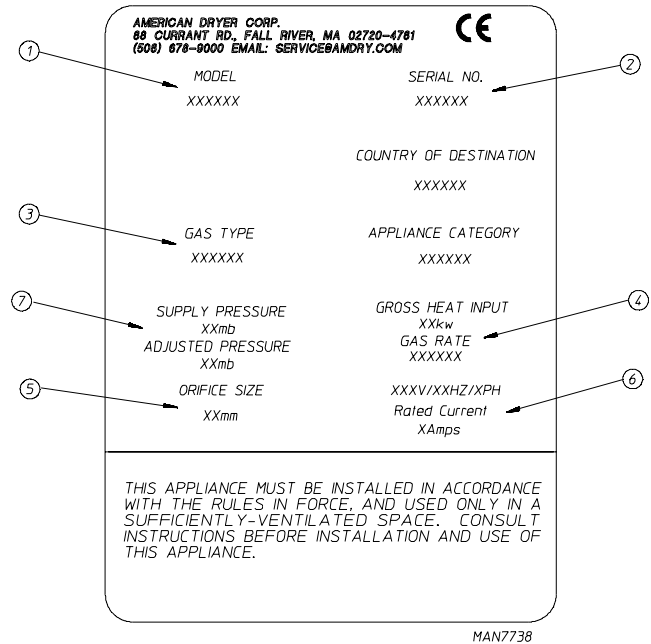 AMERICAN DRYER CORP.
88 CURRANT RD., FALL RIVER, MA 02720-4781
(508) 678-9000 EMAIL: SERVICE@AMDRY.COM
CE
1
MODEL
XXXXXX
SERIAL NO.
XXXXXX
2
COUNTRY OF DESTINATION
XXXXXX
3
GAS TYPE
XXXXXX
APPLIANCE CATEGORY
XXXXXX
7
SUPPLY PRESSURE
XXmb
ADJUSTED PRESSURE
XXmb
GROSS HEAT INPUT
XXkw
GAS RATE
XXXXXX
4
5
ORIFICE SIZE
XXmm
XXXV/XXHZ/XPH
Rated Current
XAmps
6
THIS APPLIANCE MUST BE INSTALLED IN ACCORDANCE
WITH THE RULES IN FORCE, AND USED ONLY IN A
SUFFICIENTLY-VENTILATED SPACE. CONSULT
INSTRUCTIONS BEFORE INSTALLATION AND USE OF
THIS APPLIANCE.
MAN7738